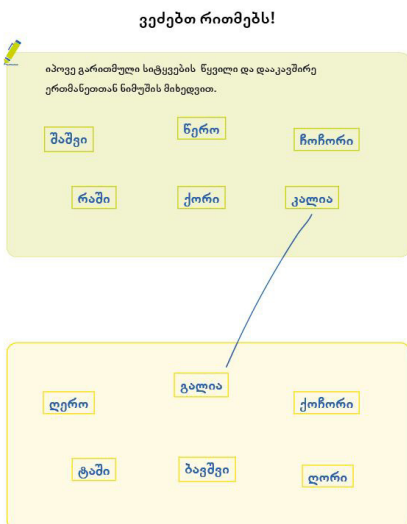 ვეძებთ რითმებს!
იპოვე გარითმული სიტყვების წყვილი და დააკავშირე
ერთმანეთთან ნიმუშის მიხედვით.
შაშვი წერო ჩოჩორი
რაში ქორი კალია
ღერო გალია ქოჩორი
ტაში ბავშვი ღორი